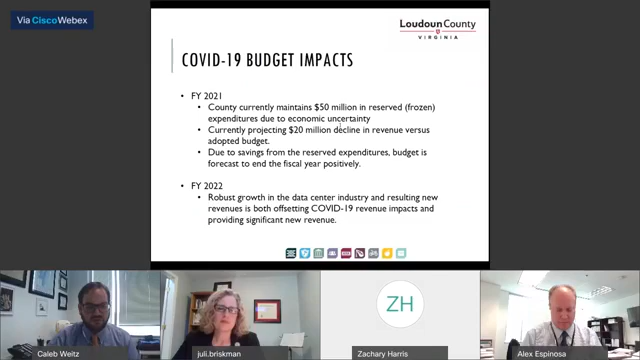 Via CiscoWebex
Loudoun County
VIRGINIA
COVID-19 BUDGET IMPACTS
• FY 2021
• County currently maintains $50 million in reserved (frozen)
expenditures due to economic uncertainty
• Currently projecting $20 million decline in revenue versus
adopted budget.
• Due to savings from the reserved expenditures, budget is
forecast to end the fiscal year positively.
• FY 2022
• Robust growth in the data center industry and resulting new
revenues is both offsetting COVID-19 revenue impacts and
providing significant new revenue.
ZH
Caleb Weitz
juli.briskman
Zachary Harris
Alex Espinosa